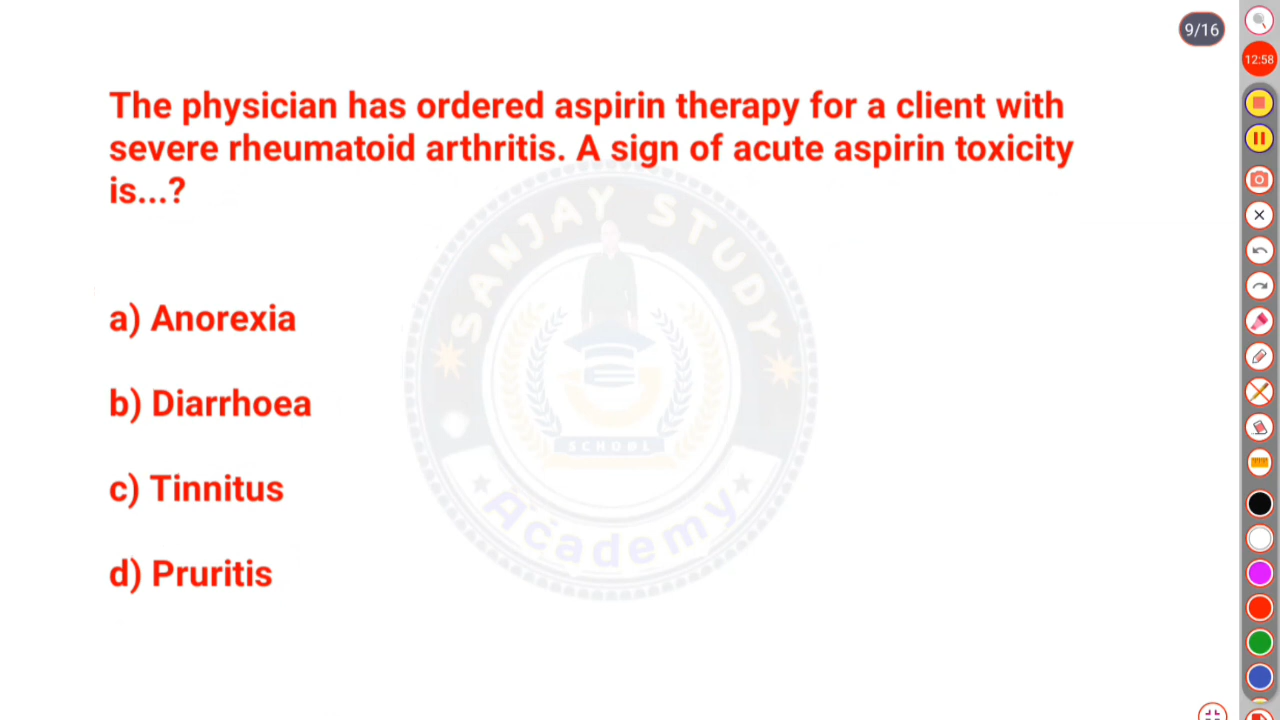 9/16
12:58
The physician has ordered aspirin therapy for a client with
severe rheumatoid arthritis. A sign of acute aspirin toxicity
is...?
SANJAY STUDY
a) Anorexia
b) Diarrhoea
SCHOOL
c) Tinnitus
Academy
d) Pruritis